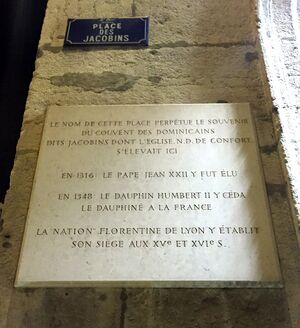 PLACE
DES
JACOBINS
LE NOM DE CETTE PLACE PERPÉTUE LE SOUVENIR
DU COUVENT DES DOMINICAINS
DITS JACOBINS DONT L'ÉGLISE N.D. DE CONFORT
S'ÉLEVAIT ICI
EN 1316: LE PAPE JEAN XXII Y FUT ÉLU
EN 1348: LE DAUPHIN HUMBERT II Y CÉDA
LE DAUPHINÉ A LA FRANCE
LA "NATION" FLORENTINE DE LYON Y ÉTABLIT
SON SIÈGE AUX XVe ET XVIe S.